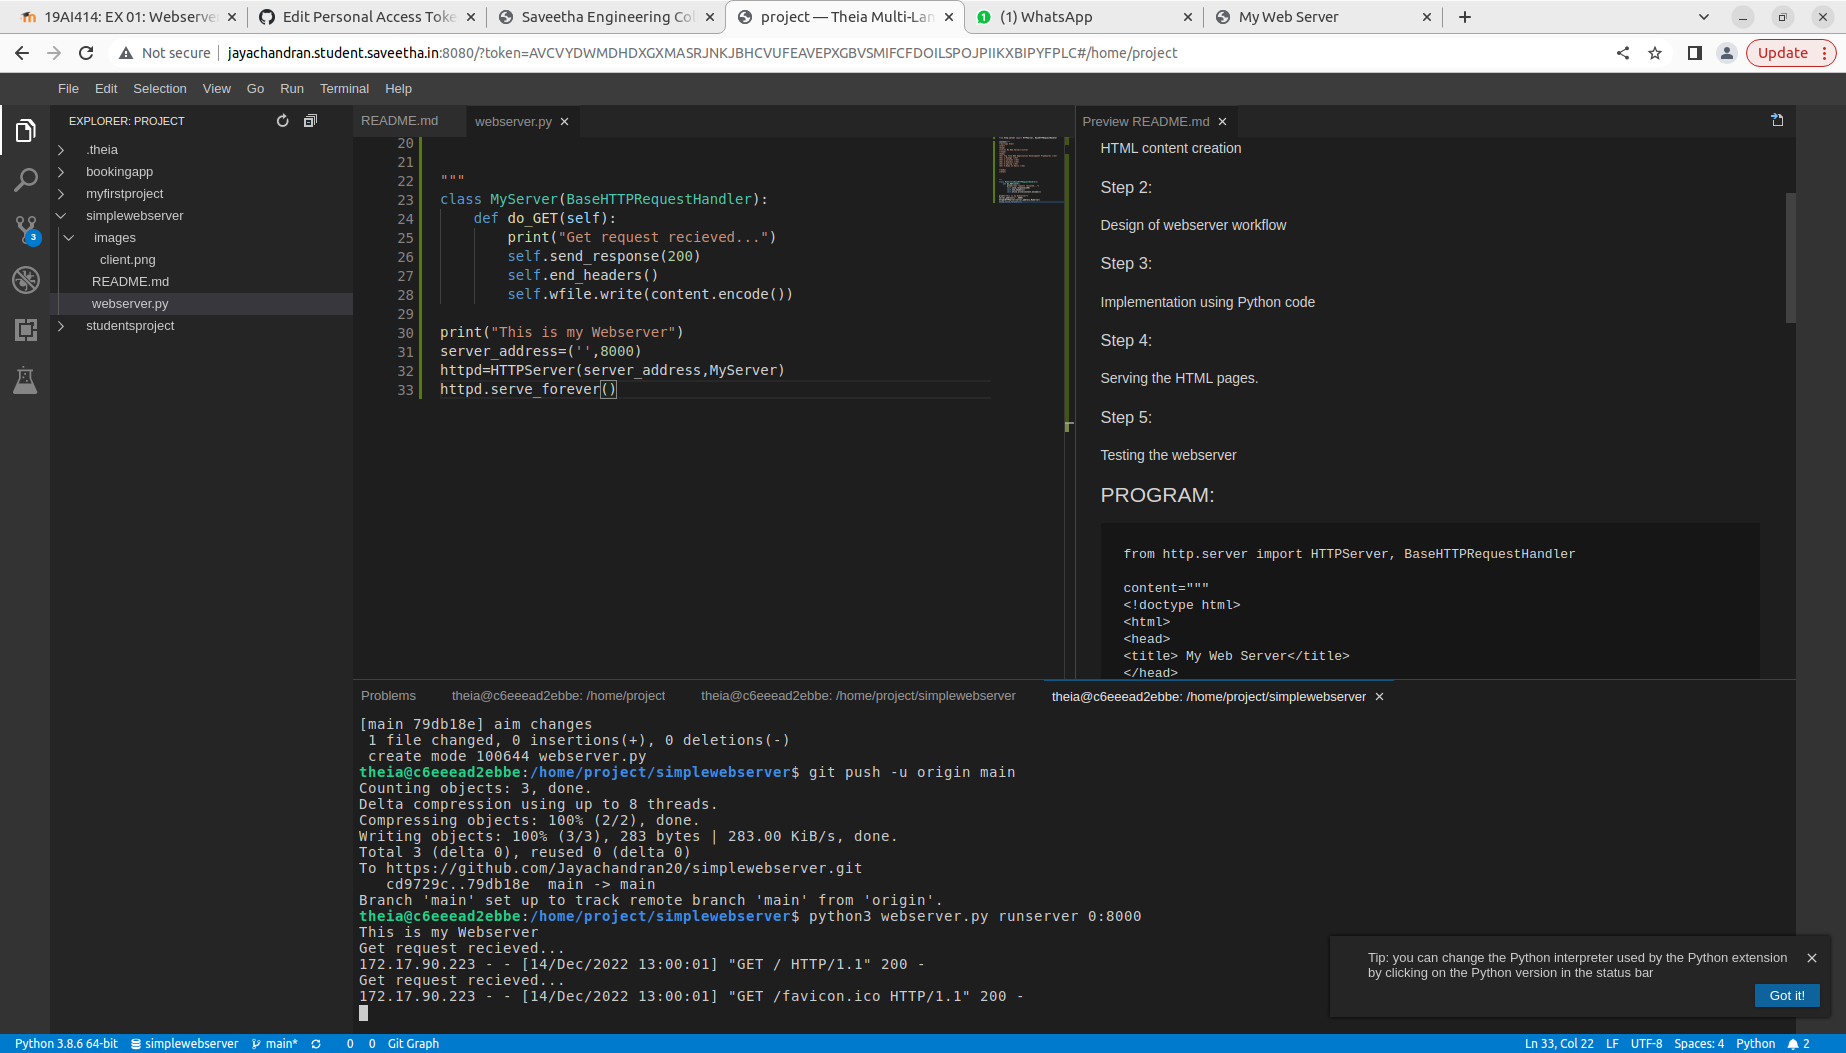 19AI414: EX 01: Webserver
Edit Personal Access Toke
Saveetha Engineering Col
project — Theia Multi-Lan
(1) WhatsApp
My Web Server
Not secure
jayachandran.student.saveetha.in:8080/?token=AVCVYDWMDHDXGXMASRJNKJBHCVUFEAVEPXGBVSMIFCFDOILSPOJPIIKXBIPYFPLC#/home/project
Update
File Edit Selection View Go Run Terminal Help
EXPLORER: PROJECT
.theia
bookingapp
myfirstproject
simplewebserver
images
client.png
README.md
webserver.py
studentsproject
3
README.md
webserver.py
20
21
22 """
23 class MyServer(BaseHTTPRequestHandler):
24 def do_GET(self):
25 print("Get request recieved...")
26 self.send_response(200)
27 self.end_headers()
28 self.wfile.write(content.encode())
29
30 print("This is my Webserver")
31 server_address=('',8000)
32 httpd=HTTPServer(server_address,MyServer)
33 httpd.serve_forever()
Preview README.md
HTML content creation
Step 2:
Design of webserver workflow
Step 3:
Implementation using Python code
Step 4:
Serving the HTML pages.
Step 5:
Testing the webserver
PROGRAM:
from http.server import HTTPServer, BaseHTTPRequestHandler
content="""
<!doctype html>
<html>
<head>
<title> My Web Server</title>
</head>
Problems
theia@c6eeead2ebbe: /home/project
theia@c6eeead2ebbe: /home/project/simplewebserver
theia@c6eeead2ebbe: /home/project/simplewebserver
[main 79db18e] aim changes
1 file changed, 0 insertions(+), 0 deletions(-)
create mode 100644 webserver.py
theia@c6eeead2ebbe:/home/project/simplewebserver$ git push -u origin main
Counting objects: 3, done.
Delta compression using up to 8 threads.
Compressing objects: 100% (2/2), done.
Writing objects: 100% (3/3), 283 bytes | 283.00 KiB/s, done.
Total 3 (delta 0), reused 0 (delta 0)
To https://github.com/Jayachandran20/simplewebserver.git
cd9729c..79db18e main -> main
Branch 'main' set up to track remote branch 'main' from 'origin'.
theia@c6eeead2ebbe:/home/project/simplewebserver$ python3 webserver.py runserver 0:8000
This is my Webserver
Get request recieved...
172.17.90.223 - - [14/Dec/2022 13:00:01] "GET / HTTP/1.1" 200 -
Get request recieved...
172.17.90.223 - - [14/Dec/2022 13:00:01] "GET /favicon.ico HTTP/1.1" 200 -
Tip: you can change the Python interpreter used by the Python extension
by clicking on the Python version in the status bar
Got it!
Python 3.8.6 64-bit simplewebserver main* 0 0 Git Graph
Ln 33, Col 22 LF UTF-8 Spaces: 4 Python 2